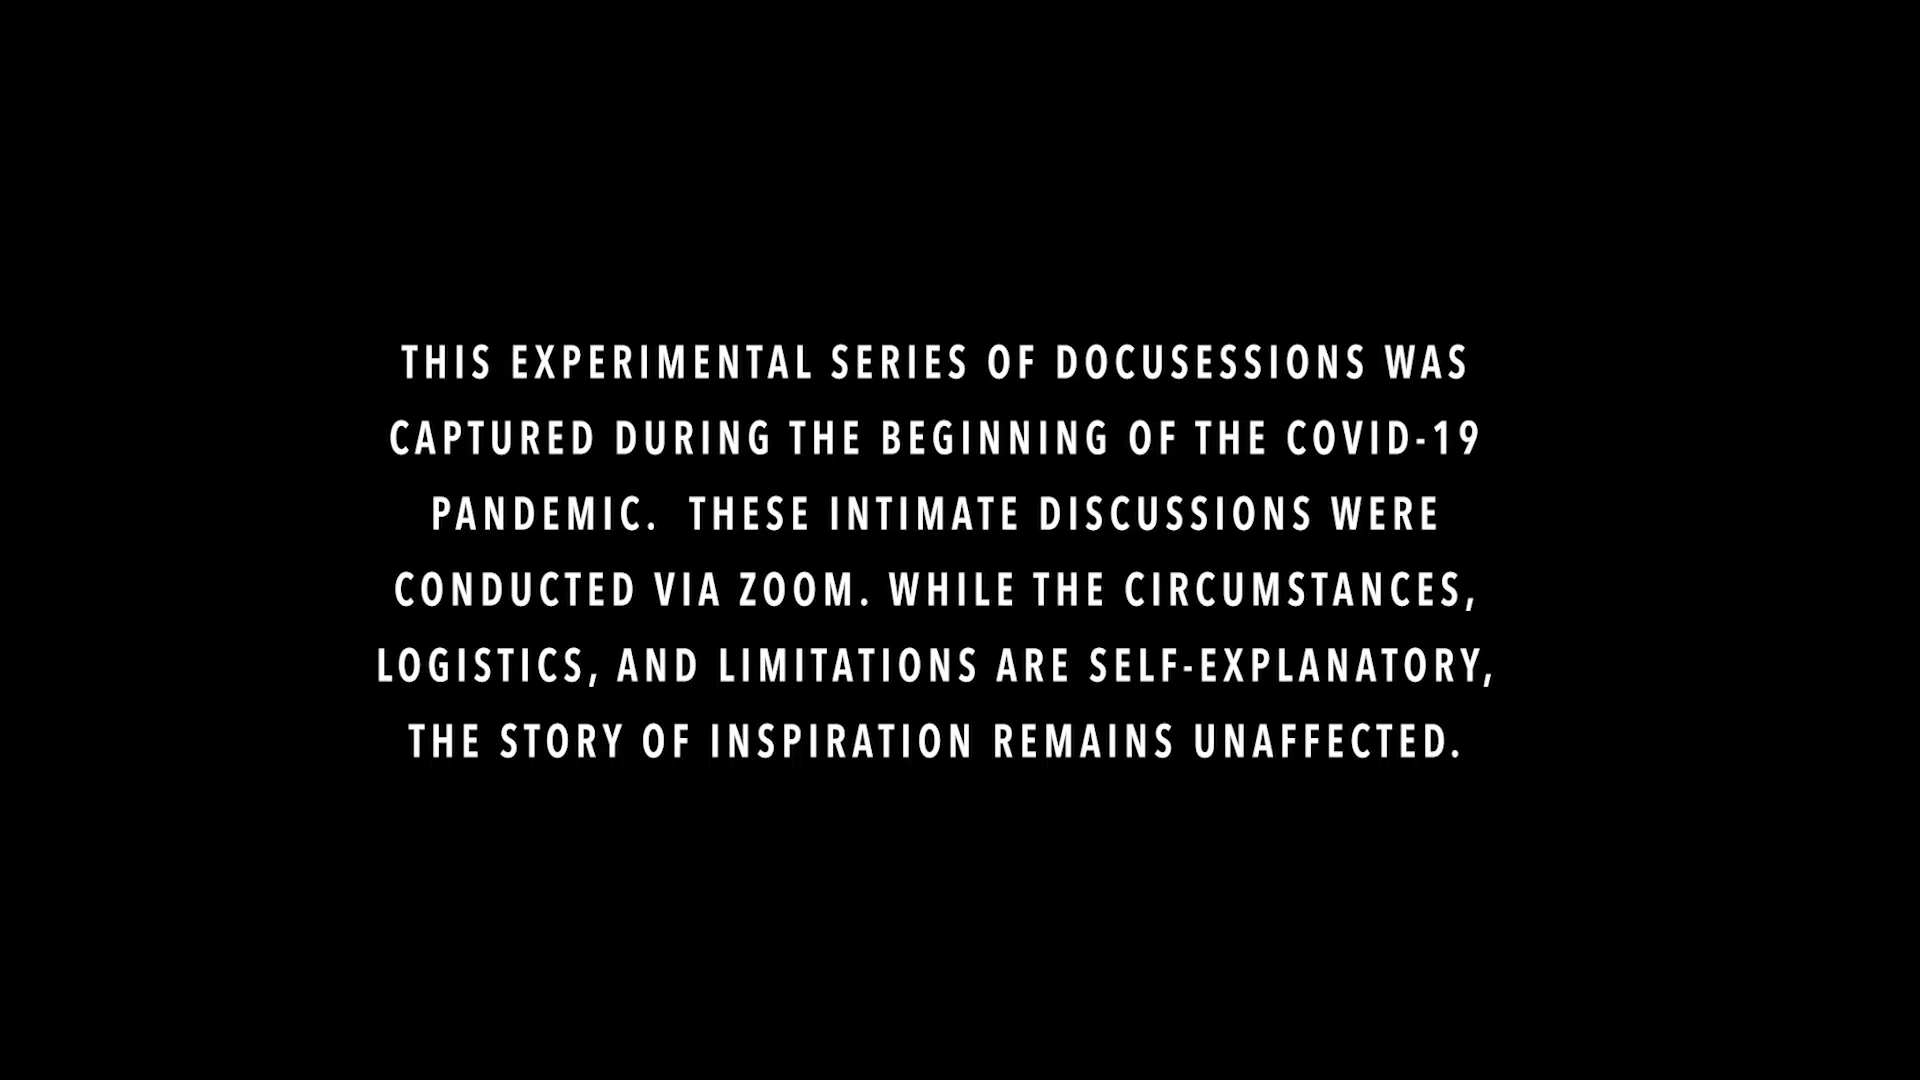 THIS EXPERIMENTAL SERIES OF DOCUSESSIONS WAS
CAPTURED DURING THE BEGINNING OF THE COVID-19
PANDEMIC.  THESE INTIMATE DISCUSSIONS WERE
CONDUCTED VIA ZOOM. WHILE THE CIRCUMSTANCES,
LOGISTICS, AND LIMITATIONS ARE SELF-EXPLANATORY,
THE STORY OF INSPIRATION REMAINS UNAFFECTED.